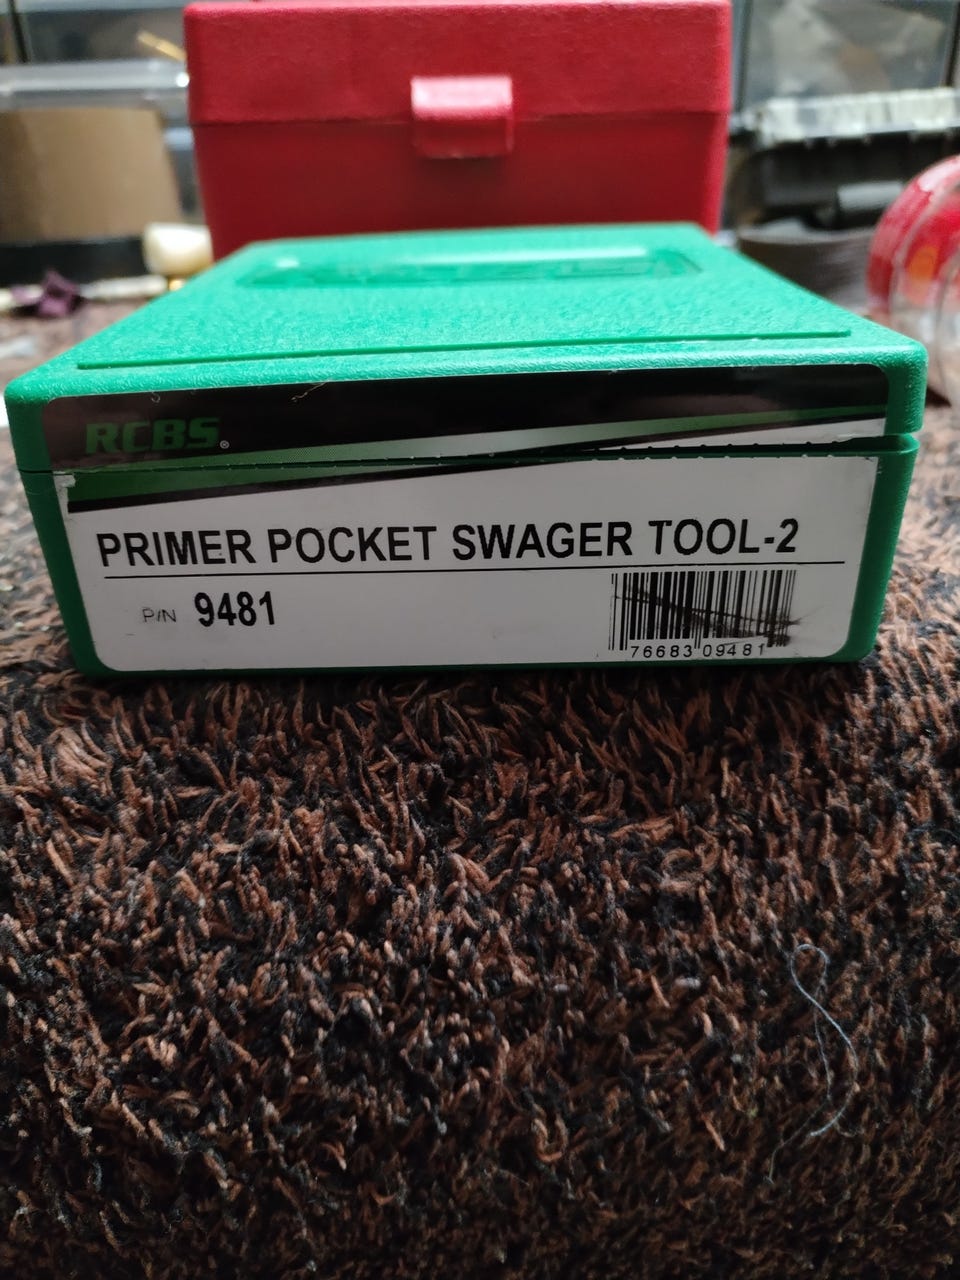 RCBS®
PRIMER POCKET SWAGER TOOL-2
P/N 9481
76683 09481